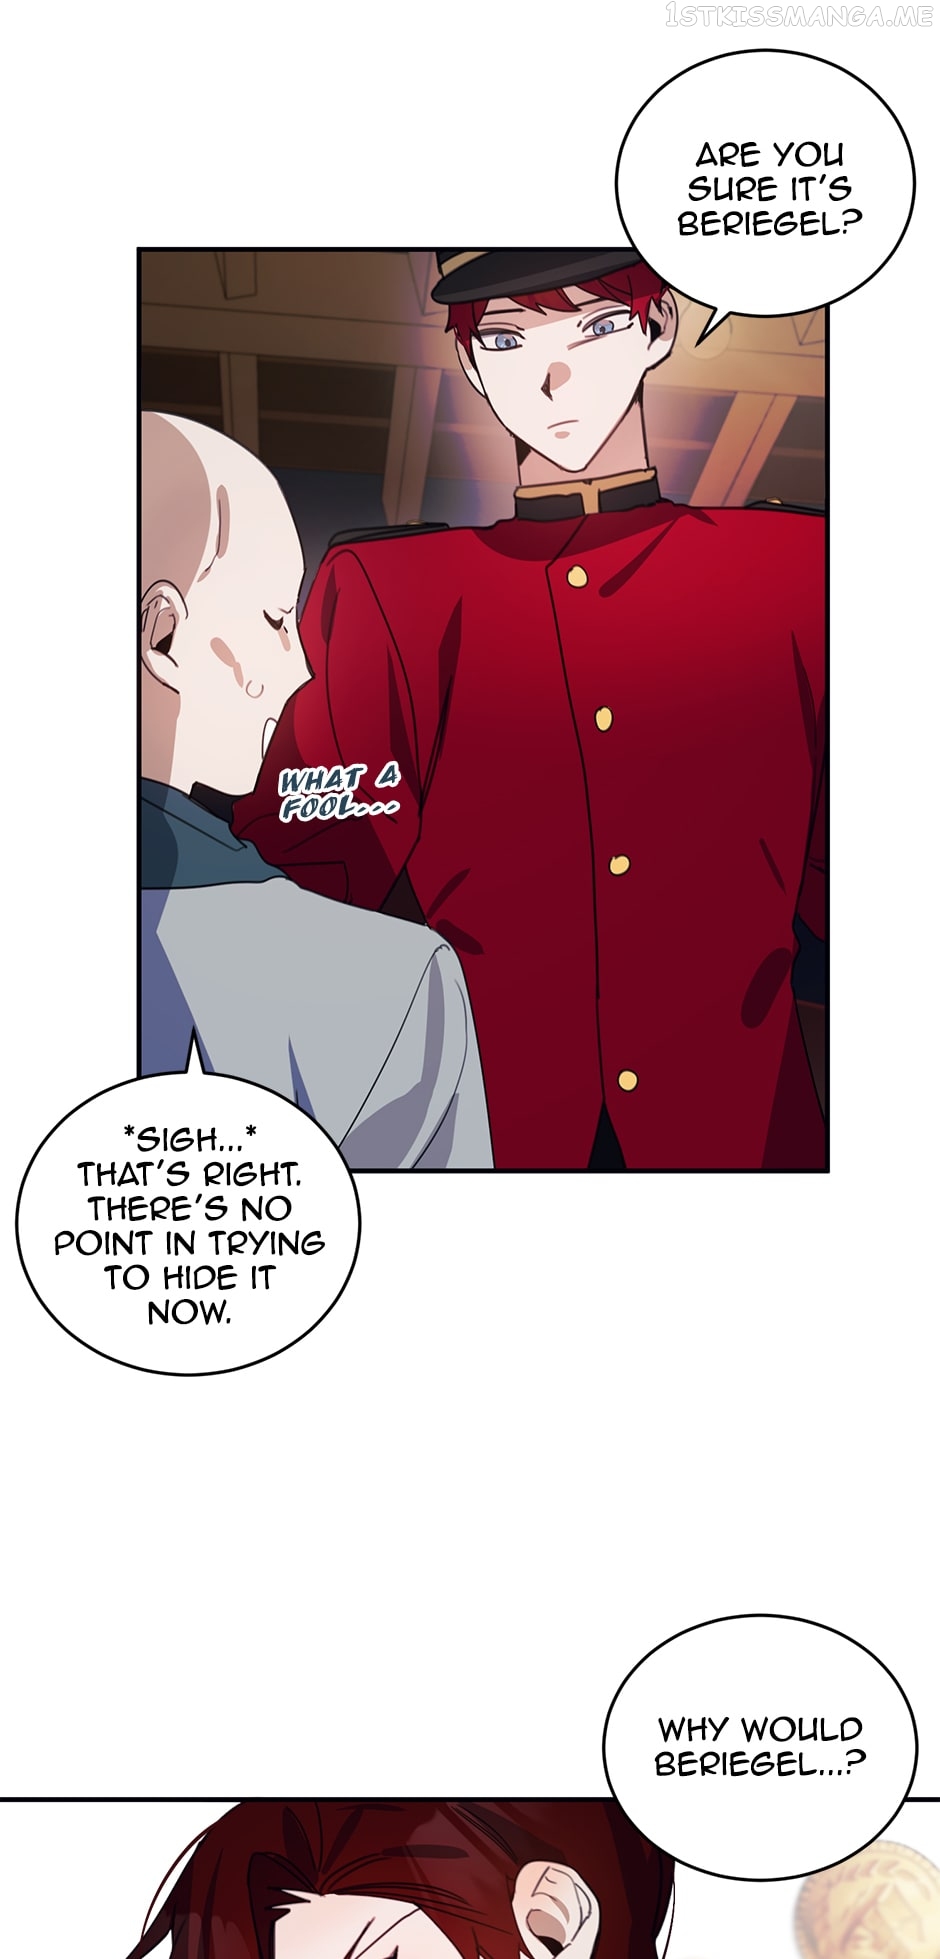 1STKISSMANGA.ME
ARE YOU
SURE IT'S
BERIEGEL?
WHAT A
FOOL...
*SIGH...*
THAT'S RIGHT.
THERE'S NO
POINT IN TRYING
TO HIDE IT
NOW.
WHY WOULD
BERIEGEL...?